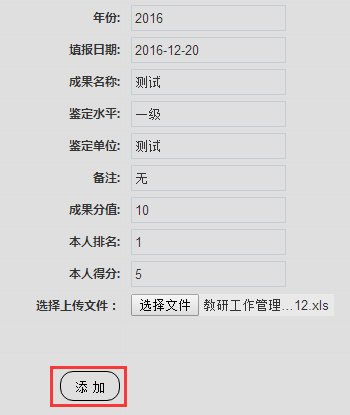 年份: 2016
填报日期: 2016-12-20
成果名称: 测试
鉴定水平: 一级
鉴定单位: 测试
备注: 无
成果分值: 10
本人排名: 1
本人得分: 5
选择上传文件： 选择文件 教研工作管理...12.xls
添 加